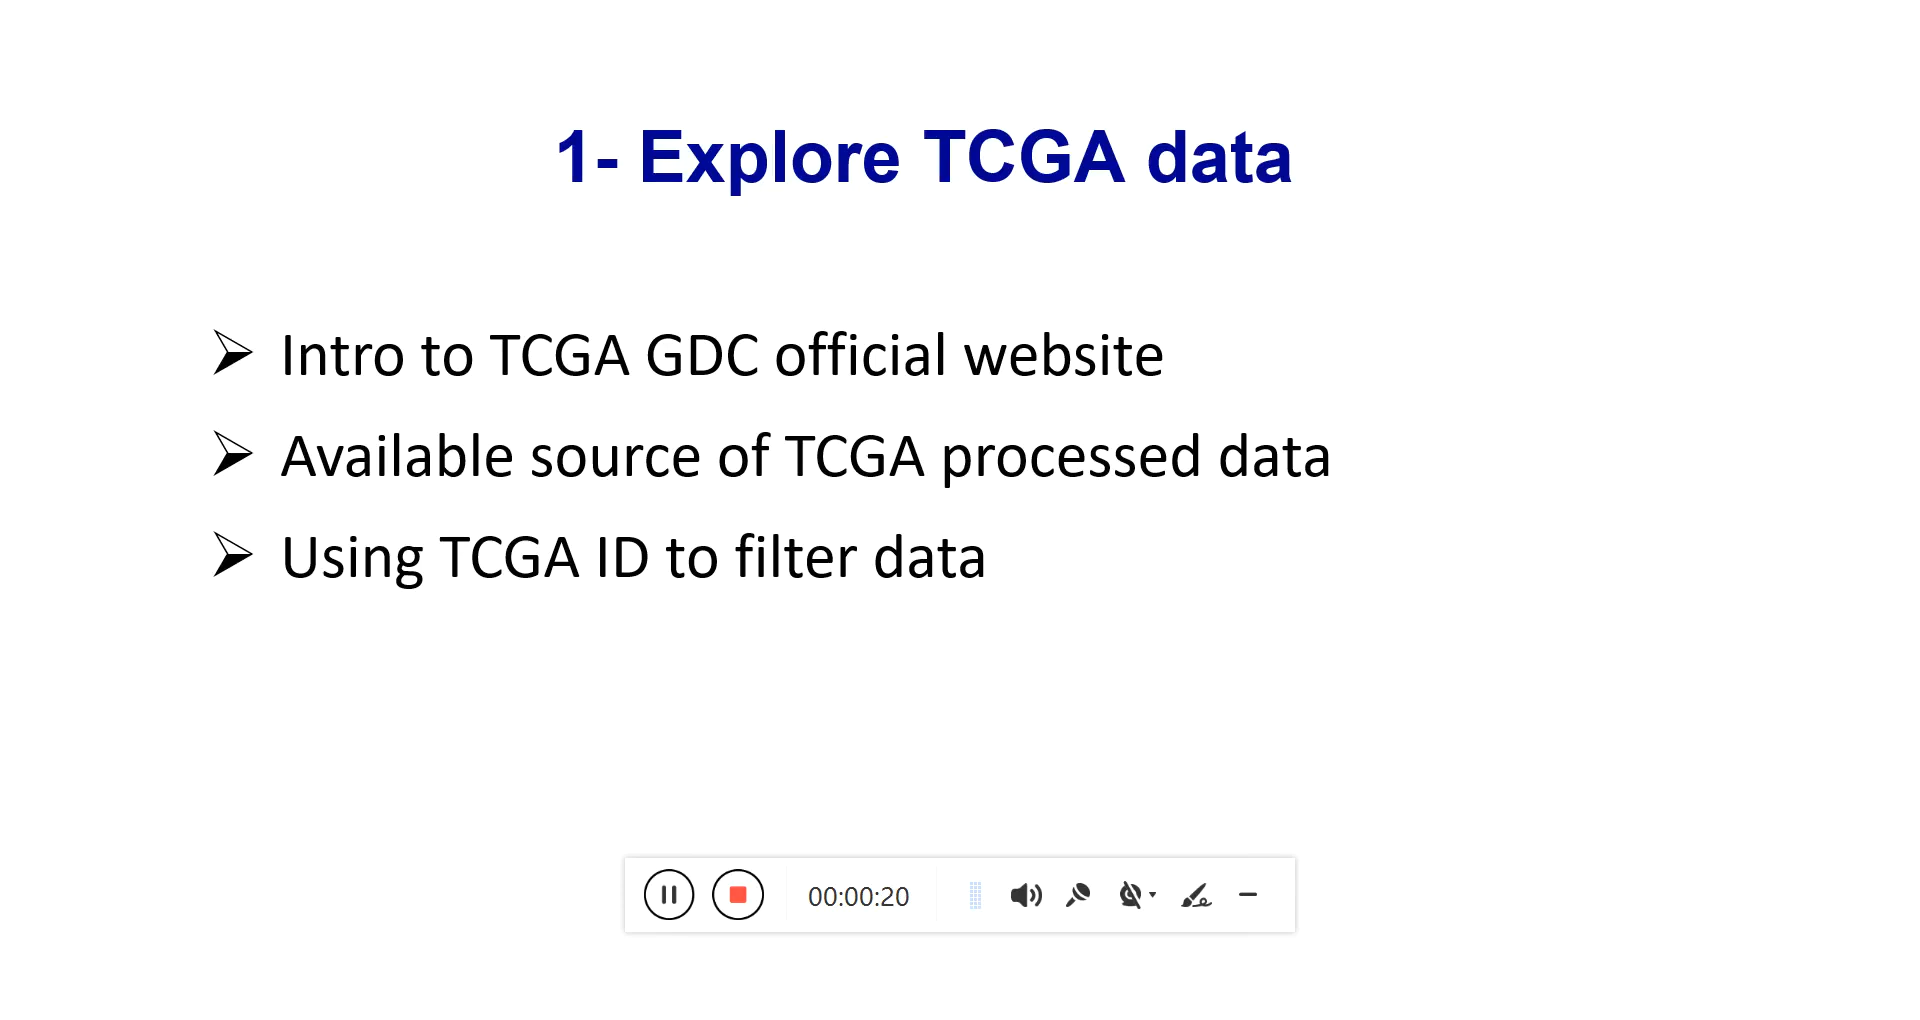 1- Explore TCGA data
Intro to TCGA GDC official website
Available source of TCGA processed data
Using TCGA ID to filter data
00:00:20